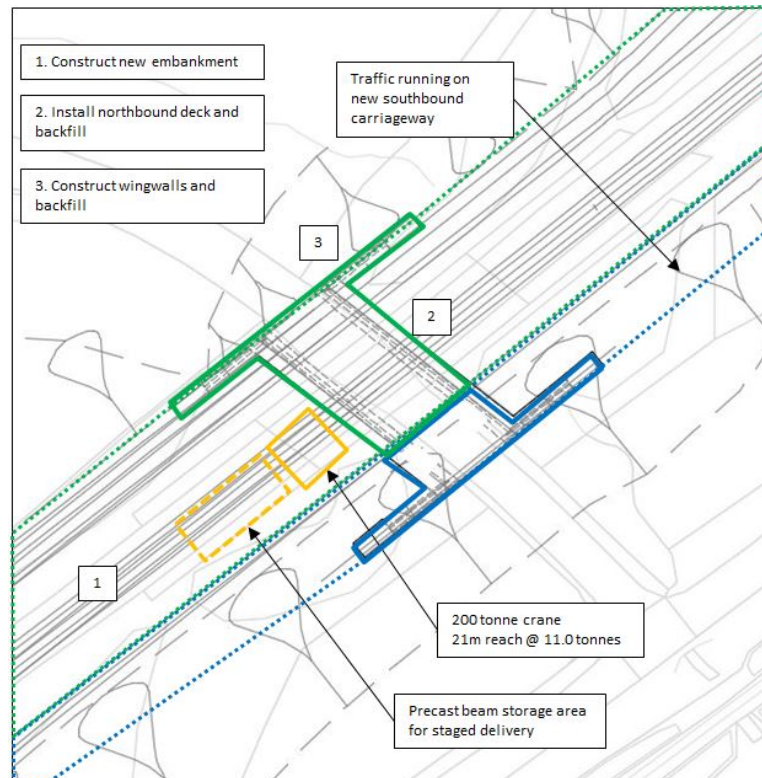 1. Construct new embankment
2. Install northbound deck and
backfill
3. Construct wingwalls and
backfill
Traffic running on
new southbound
carriageway
3
2
1
200 tonne crane
21m reach @ 11.0 tonnes
Precast beam storage area
for staged delivery